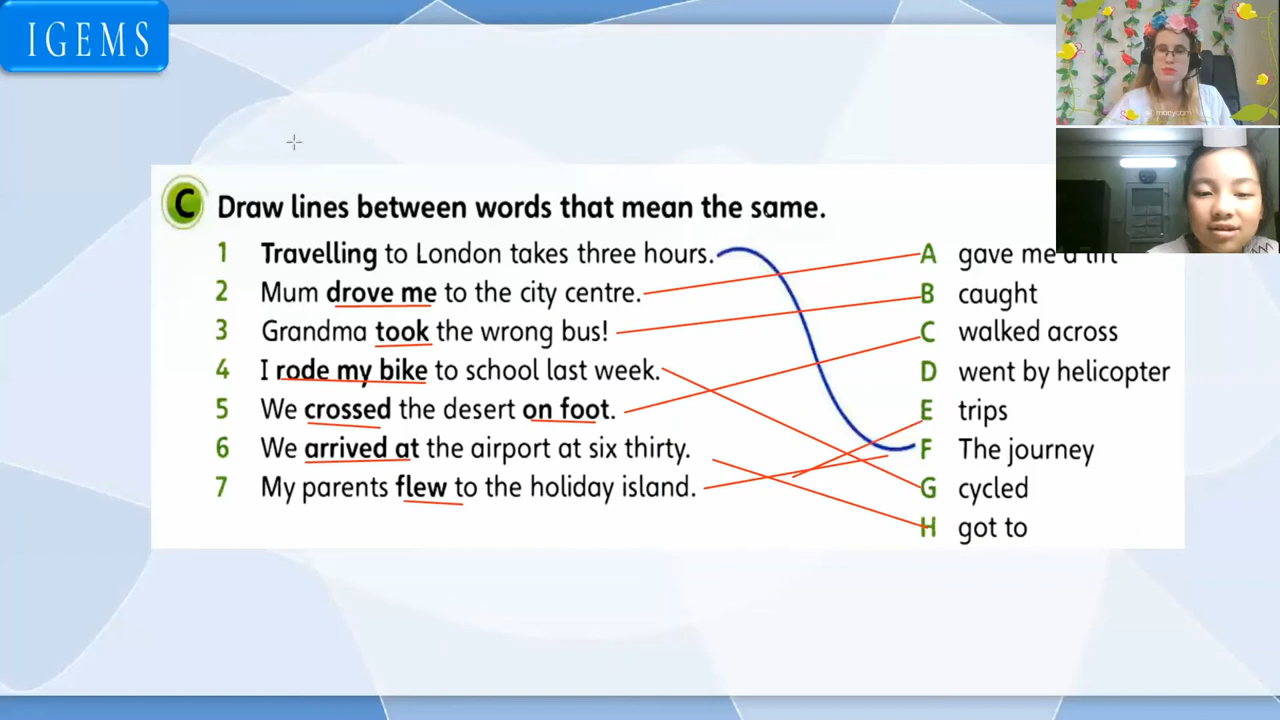 IGEMS
manycam
C Draw lines between words that mean the same.
1 Travelling to London takes three hours.
2 Mum drove me to the city centre.
3 Grandma took the wrong bus!
4 I rode my bike to school last week.
5 We crossed the desert on foot.
6 We arrived at the airport at six thirty.
7 My parents flew to the holiday island.
A gave me a lift
B caught
C walked across
D went by helicopter
E trips
F The journey
G cycled
H got to